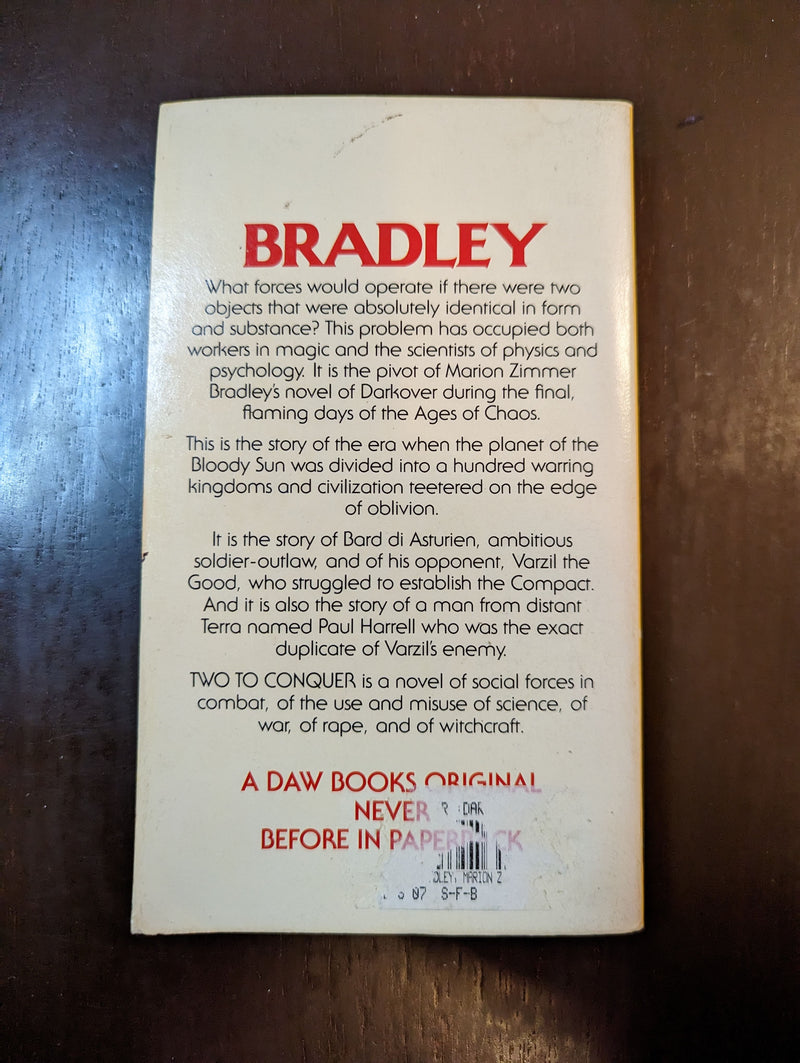 BRADLEY
What forces would operate if there were two
objects that were absolutely identical in form
and substance? This problem has occupied both
workers in magic and the scientists of physics and
psychology. It is the pivot of Marion Zimmer
Bradley's novel of Darkover during the final,
flaming days of the Ages of Chaos.
This is the story of the era when the planet of the
Bloody Sun was divided into a hundred warring
kingdoms and civilization teetered on the edge
of oblivion.
It is the story of Bard di Asturien, ambitious
soldier-outlaw, and of his opponent, Varzil the
Good, who struggled to establish the Compact.
And it is also the story of a man from distant
Terra named Paul Harrell who was the exact
duplicate of Varzil's enemy.
TWO TO CONQUER is a novel of social forces in
combat, of the use and misuse of science, of
war, of rape, and of witchcraft.
A DAW BOOKS ORIGINAL
NEVER
BEFORE IN PAPERBACK
R DAR
DLEY, MARION Z
07 S-F-B